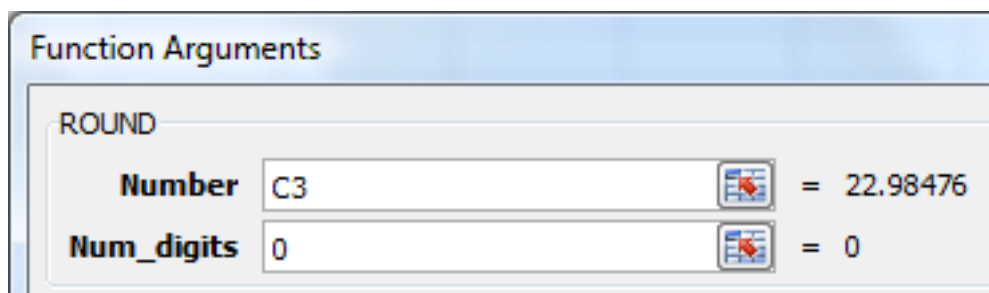 Function Arguments
ROUND
Number C3 = 22.98476
Num_digits 0 = 0